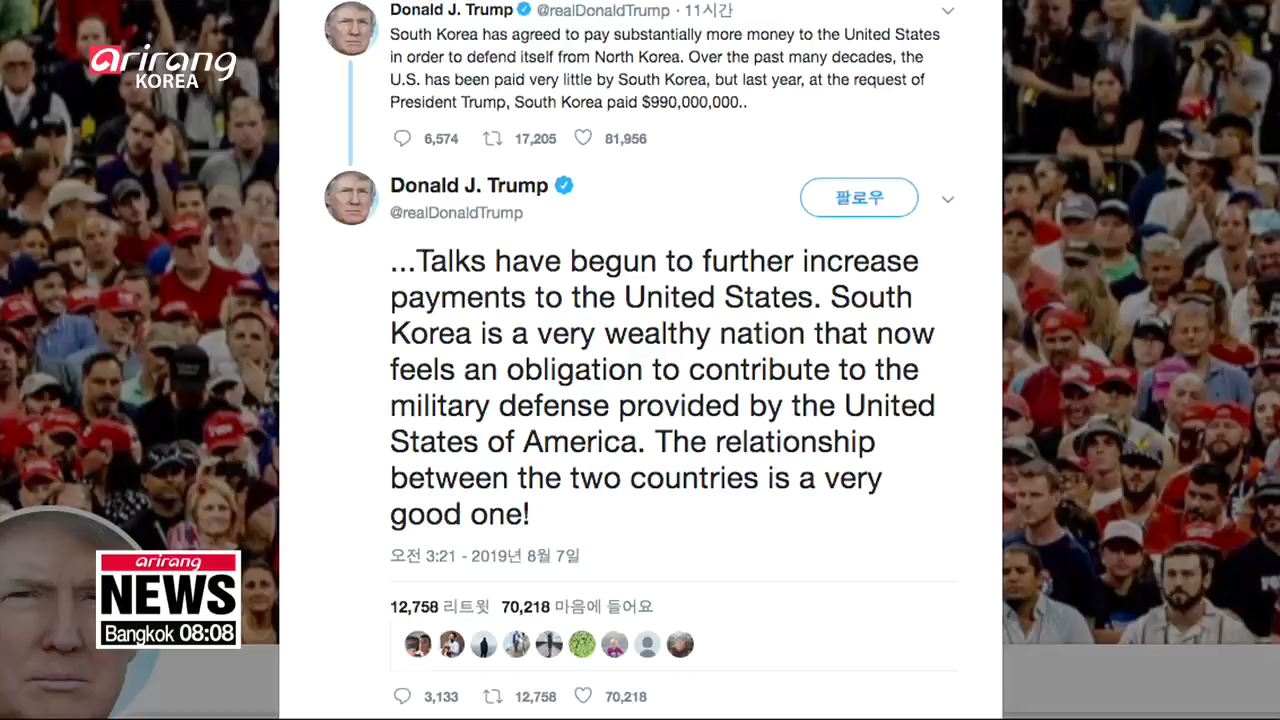 Donald J. Trump @realDonaldTrump · 11시간
South Korea has agreed to pay substantially more money to the United States
in order to defend itself from North Korea. Over the past many decades, the
U.S. has been paid very little by South Korea, but last year, at the request of
President Trump, South Korea paid $990,000,000..
6,574 17,205 81,956
arirang
KOREA
Donald J. Trump
@realDonaldTrump
팔로우
...Talks have begun to further increase
payments to the United States. South
Korea is a very wealthy nation that now
feels an obligation to contribute to the
military defense provided by the United
States of America. The relationship
between the two countries is a very
good one!
오전 3:21 - 2019년 8월 7일
12,758 리트윗 70,218 마음에 들어요
3,133 12,758 70,218
arirang
NEWS
Bangkok 08:08